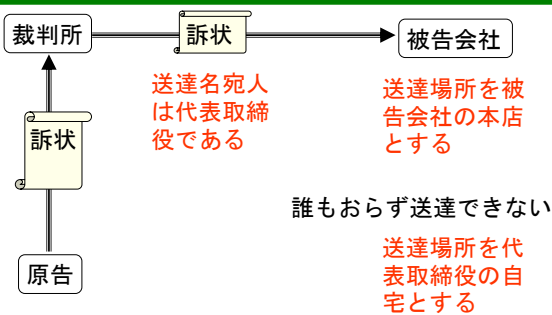 裁判所
訴状
被告会社
送達名宛人
は代表取締
役である
送達場所を被
告会社の本店
とする
訴状
誰もおらず送達できない
送達場所を代
表取締役の自
宅とする
原告